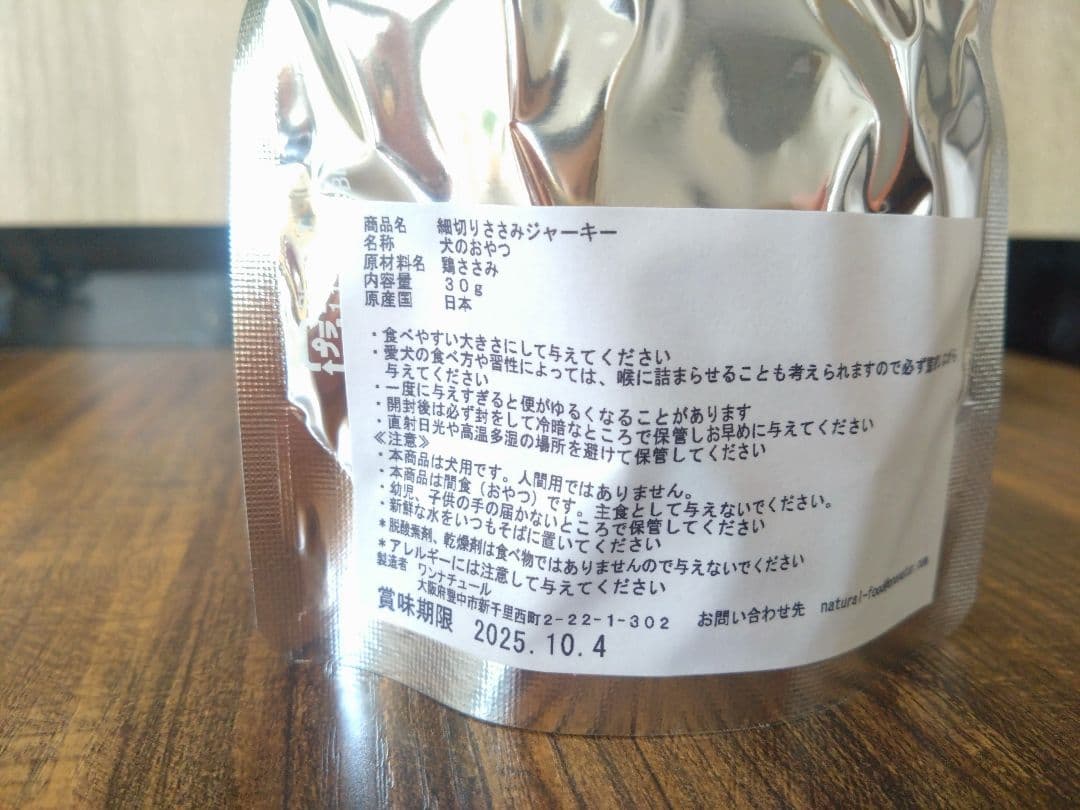 商品名　細切りささみジャーキー
名称　犬のおやつ
原材料名　鶏ささみ
内容量　３０ｇ
原産国　日本
・食べやすい大きさにして与えてください
・愛犬の食べ方や習性によっては、喉に詰まらせることも考えられますので必ず
与えてください
・一度に与えすぎると便がゆるくなることがあります
・開封後は必ず封をして冷暗なところで保管しお早めに与えてください
・直射日光や高温多湿の場所を避けて保管してください
≪注意≫
・本商品は犬用です。人間用ではありません。
・本商品は間食（おやつ）です。主食として与えないでください。
・幼児、子供の手の届かないところで保管してください
・新鮮な水をいつもそばに置いてください
＊脱酸素剤、乾燥剤は食べ物ではありませんので与えないでください
＊アレルギーには注意して与えてください
製造者　ワンナチュール
大阪府豊中市新千里西町2-22-1-302　お問い合わせ先
賞味期限　2025.10.4